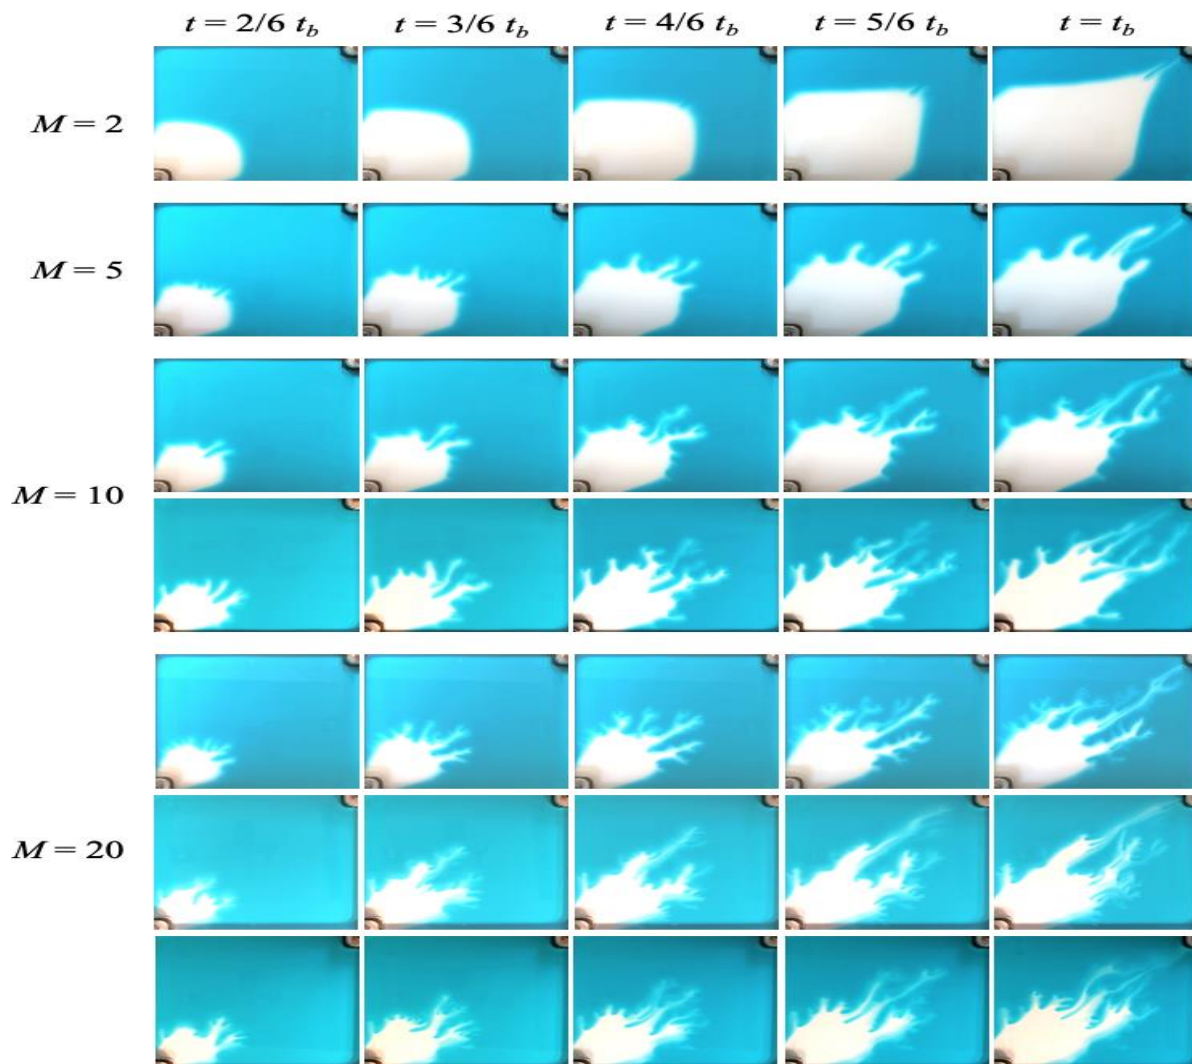 t = 2/6 t_b t = 3/6 t_b t = 4/6 t_b t = 5/6 t_b t = t_b
M = 2
M = 5
M = 10
M = 20